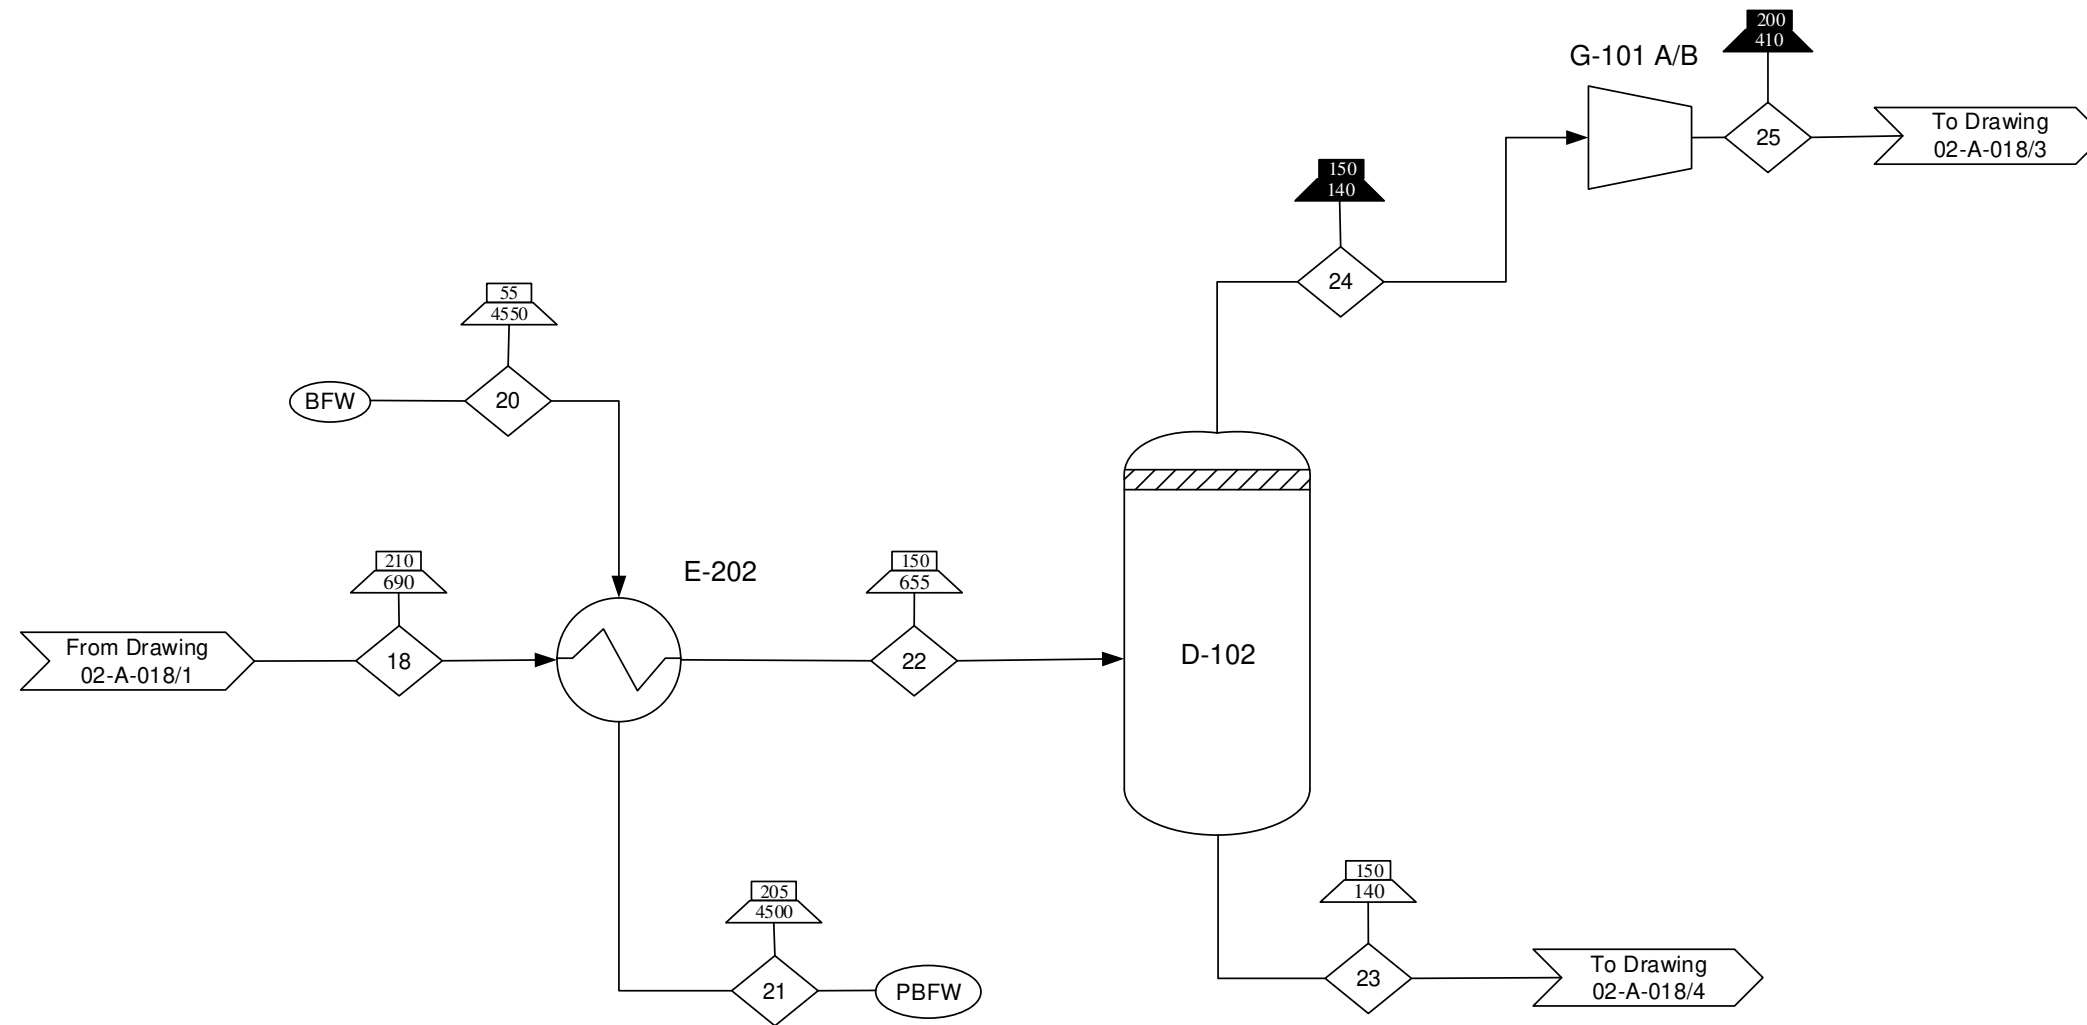 200
410
G-101 A/B
25
To Drawing
02-A-018/3
150
140
24
55
4550
BFW
20
E-202
210
690
From Drawing
02-A-018/1
18
150
655
22
D-102
205
4500
21
PBFW
150
140
23
To Drawing
02-A-018/4